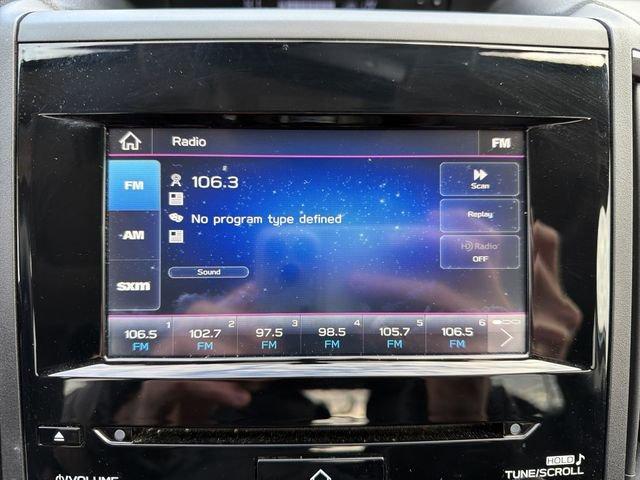 Radio
FM
FM
AM
sxm
106.3
No program type defined
Sound
Scan
Replay
HD Radio
OFF
1 2 3 4 5 6
106.5 102.7 97.5 98.5 105.7 106.5
FM FM FM FM FM FM
VOLUME
HOLD
TUNE/SCROLL